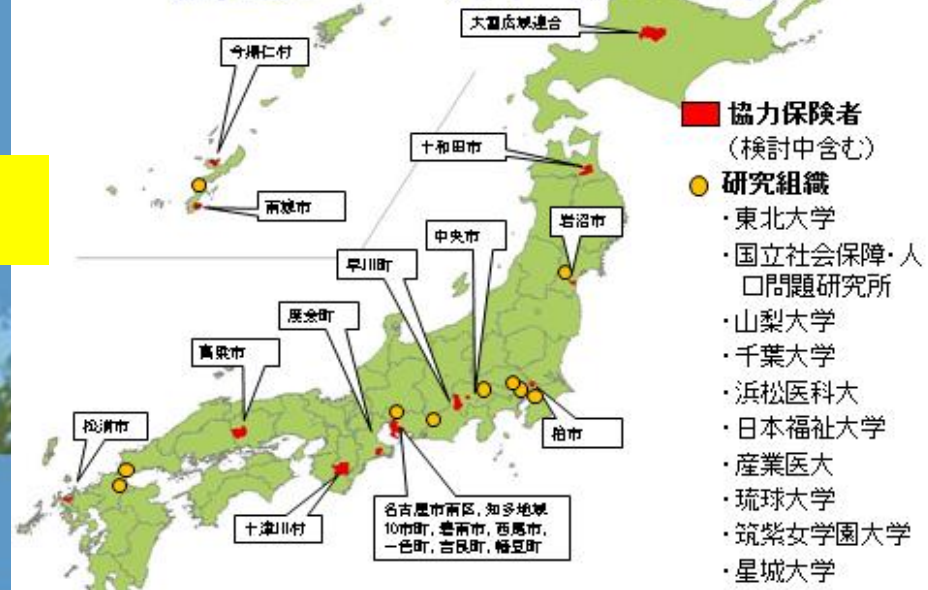 大雪広域連合
今帰仁村
十和田市
南城市
岩沼市
中央市
早川町
度会町
高梁市
松浦市
柏市
十津川村
名古屋市南区, 知多地域
10市町, 碧南市, 西尾市,
一色町, 吉良町, 幡豆町
協力保険者
（検討中含む）
研究組織
・東北大学
・国立社会保障・人
口問題研究所
・山梨大学
・千葉大学
・浜松医科大
・日本福祉大学
・産業医大
・琉球大学
・筑紫女学園大学
・星城大学